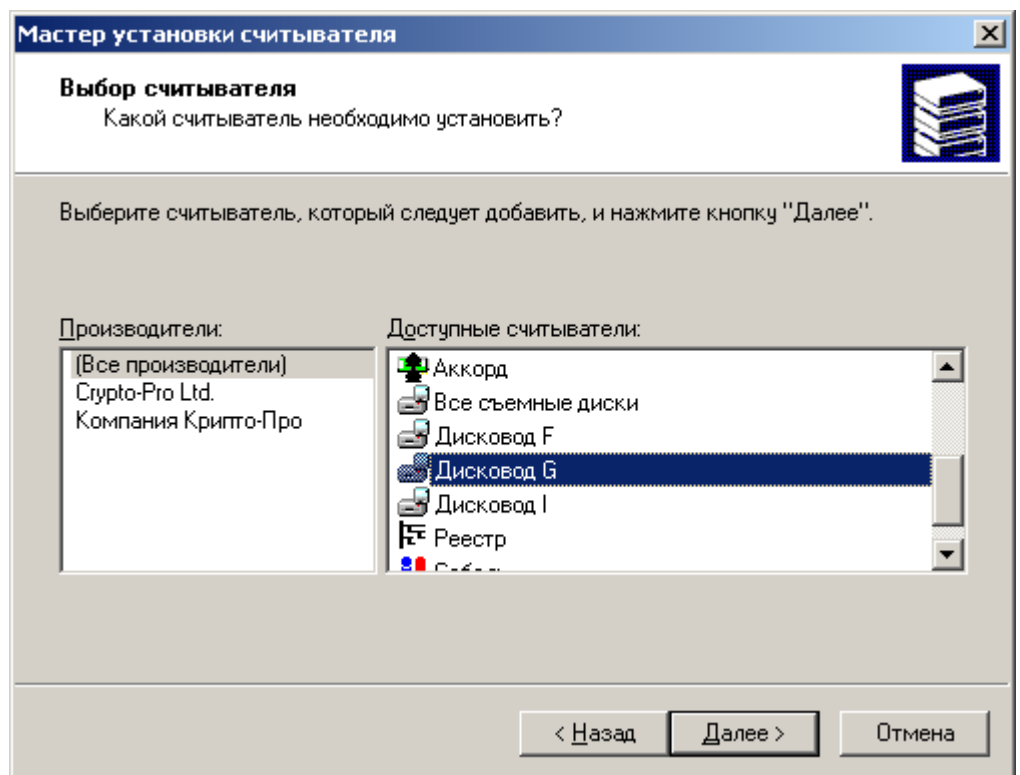 Мастер установки считывателя
Выбор считывателя
Какой считыватель необходимо установить?
Выберите считыватель, который следует добавить, и нажмите кнопку "Далее".
Производители:
(Все производители)
Crypto-Pro Ltd.
Компания Крипто-Про
Доступные считыватели:
Аккорд
Все съемные диски
Дисковод F
Дисковод G
Дисковод I
Реестр
< Назад
Далее >
Отмена